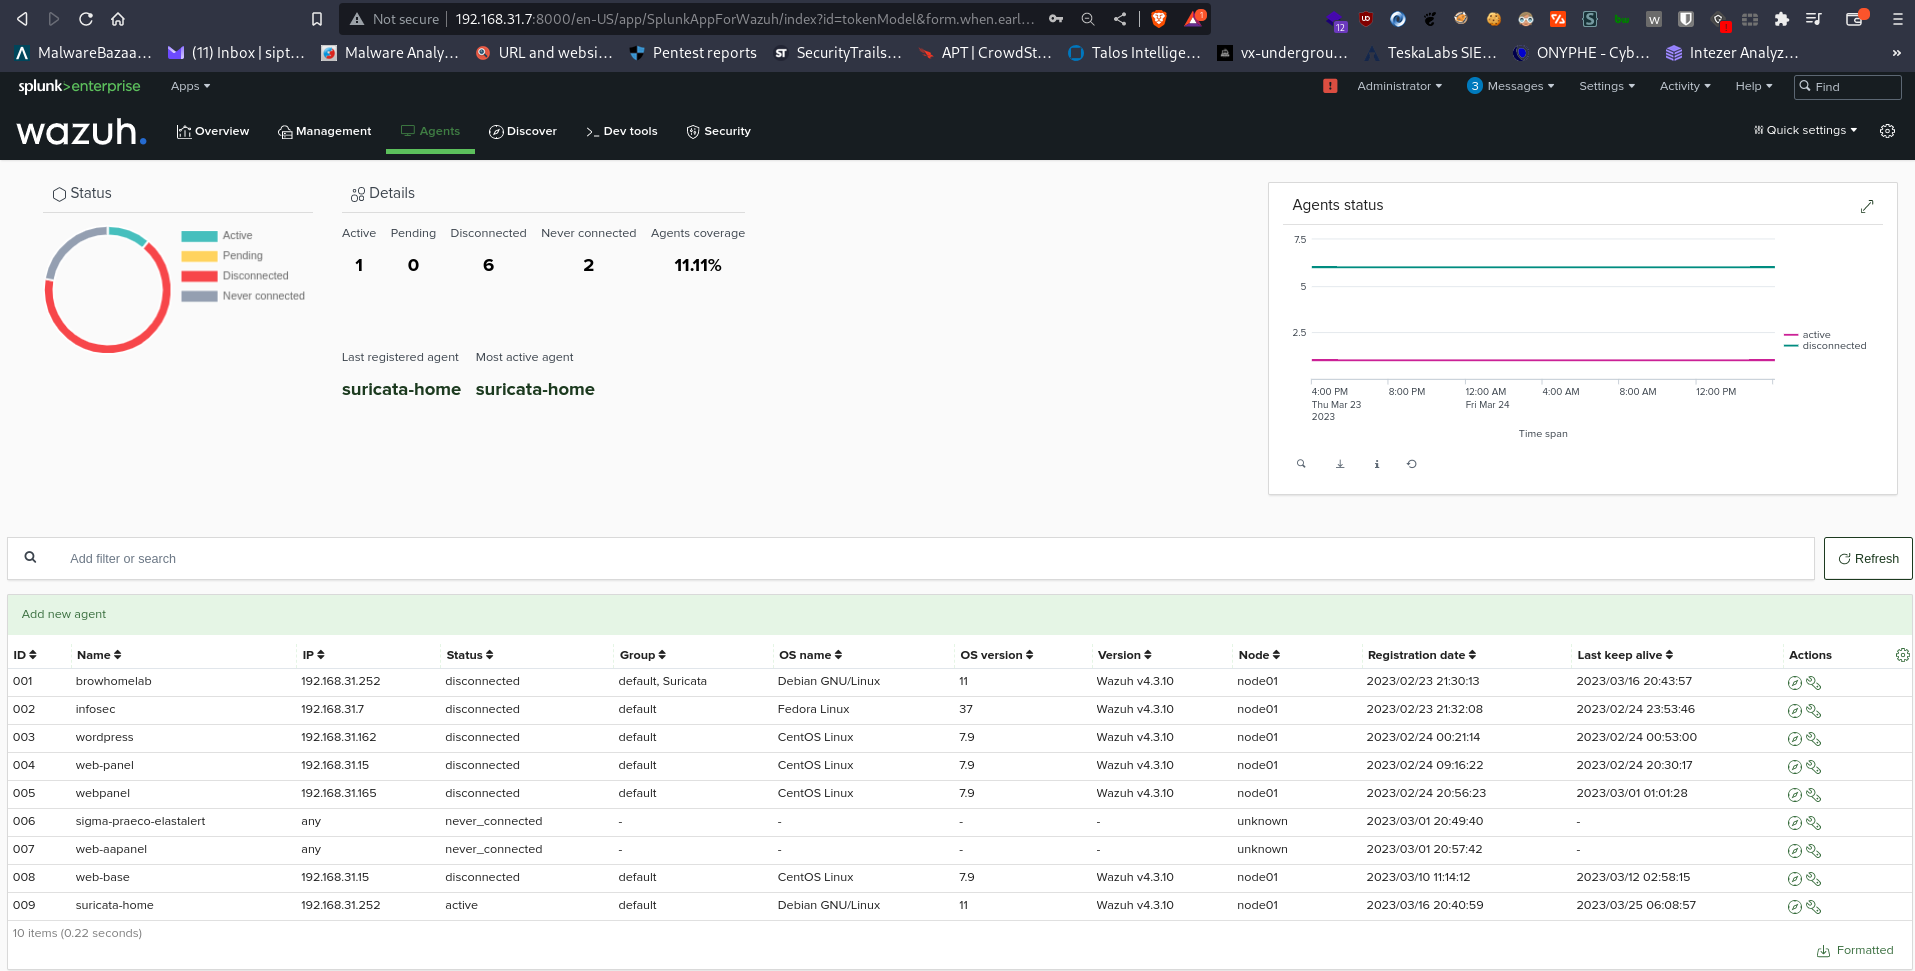 Not secure 192.168.31.7:8000/en-US/app/SplunkAppForWazuh/index?id=tokenModel&form.when.earl... 12 1 1
MalwareBazaa... (11) Inbox | sipt... Malware Analy... URL and websi... Pentest reports SecurityTrails... APT | CrowdSt... Talos Intellige... vx-undergrou... TeskaLabs SIE... ONYPHE - Cyb... Intezer Analyz... »
splunk>enterprise Apps ! Administrator 3 Messages Settings Activity Help Find
wazuh. Overview Management Agents Discover Dev tools Security Quick settings
Status Details
Active
Pending
Disconnected
Never connected
Active Pending Disconnected Never connected Agents coverage
1 0 6 2 11.11%
Last registered agent Most active agent
suricata-home suricata-home
Agents status
7.5
5
2.5
active
disconnected
4:00 PM 8:00 PM 12:00 AM 4:00 AM 8:00 AM 12:00 PM
Thu Mar 23 Fri Mar 24
2023
Time span
Add filter or search Refresh
Add new agent
ID Name IP Status Group OS name OS version Version Node Registration date Last keep alive Actions
001 browhomelab 192.168.31.252 disconnected default, Suricata Debian GNU/Linux 11 Wazuh v4.3.10 node01 2023/02/23 21:30:13 2023/03/16 20:43:57
002 infosec 192.168.31.7 disconnected default Fedora Linux 37 Wazuh v4.3.10 node01 2023/02/23 21:32:08 2023/02/24 23:53:46
003 wordpress 192.168.31.162 disconnected default CentOS Linux 7.9 Wazuh v4.3.10 node01 2023/02/24 00:21:14 2023/02/24 00:53:00
004 web-panel 192.168.31.15 disconnected default CentOS Linux 7.9 Wazuh v4.3.10 node01 2023/02/24 09:16:22 2023/02/24 20:30:17
005 webpanel 192.168.31.165 disconnected default CentOS Linux 7.9 Wazuh v4.3.10 node01 2023/02/24 20:56:23 2023/03/01 01:01:28
006 sigma-praeco-elastalert any never_connected - - - - unknown 2023/03/01 20:49:40 -
007 web-aapanel any never_connected - - - - unknown 2023/03/01 20:57:42 -
008 web-base 192.168.31.15 disconnected default CentOS Linux 7.9 Wazuh v4.3.10 node01 2023/03/10 11:14:12 2023/03/12 02:58:15
009 suricata-home 192.168.31.252 active default Debian GNU/Linux 11 Wazuh v4.3.10 node01 2023/03/16 20:40:59 2023/03/25 06:08:57
10 items (0.22 seconds)
Formatted